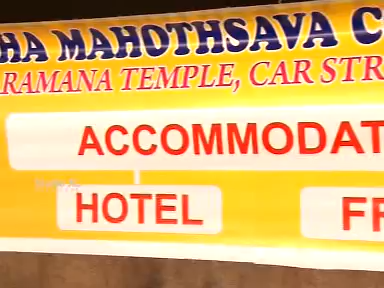 HA MAHOTHSAVA C
RAMANA TEMPLE, CAR STR
ACCOMMODAT
HOTEL FR